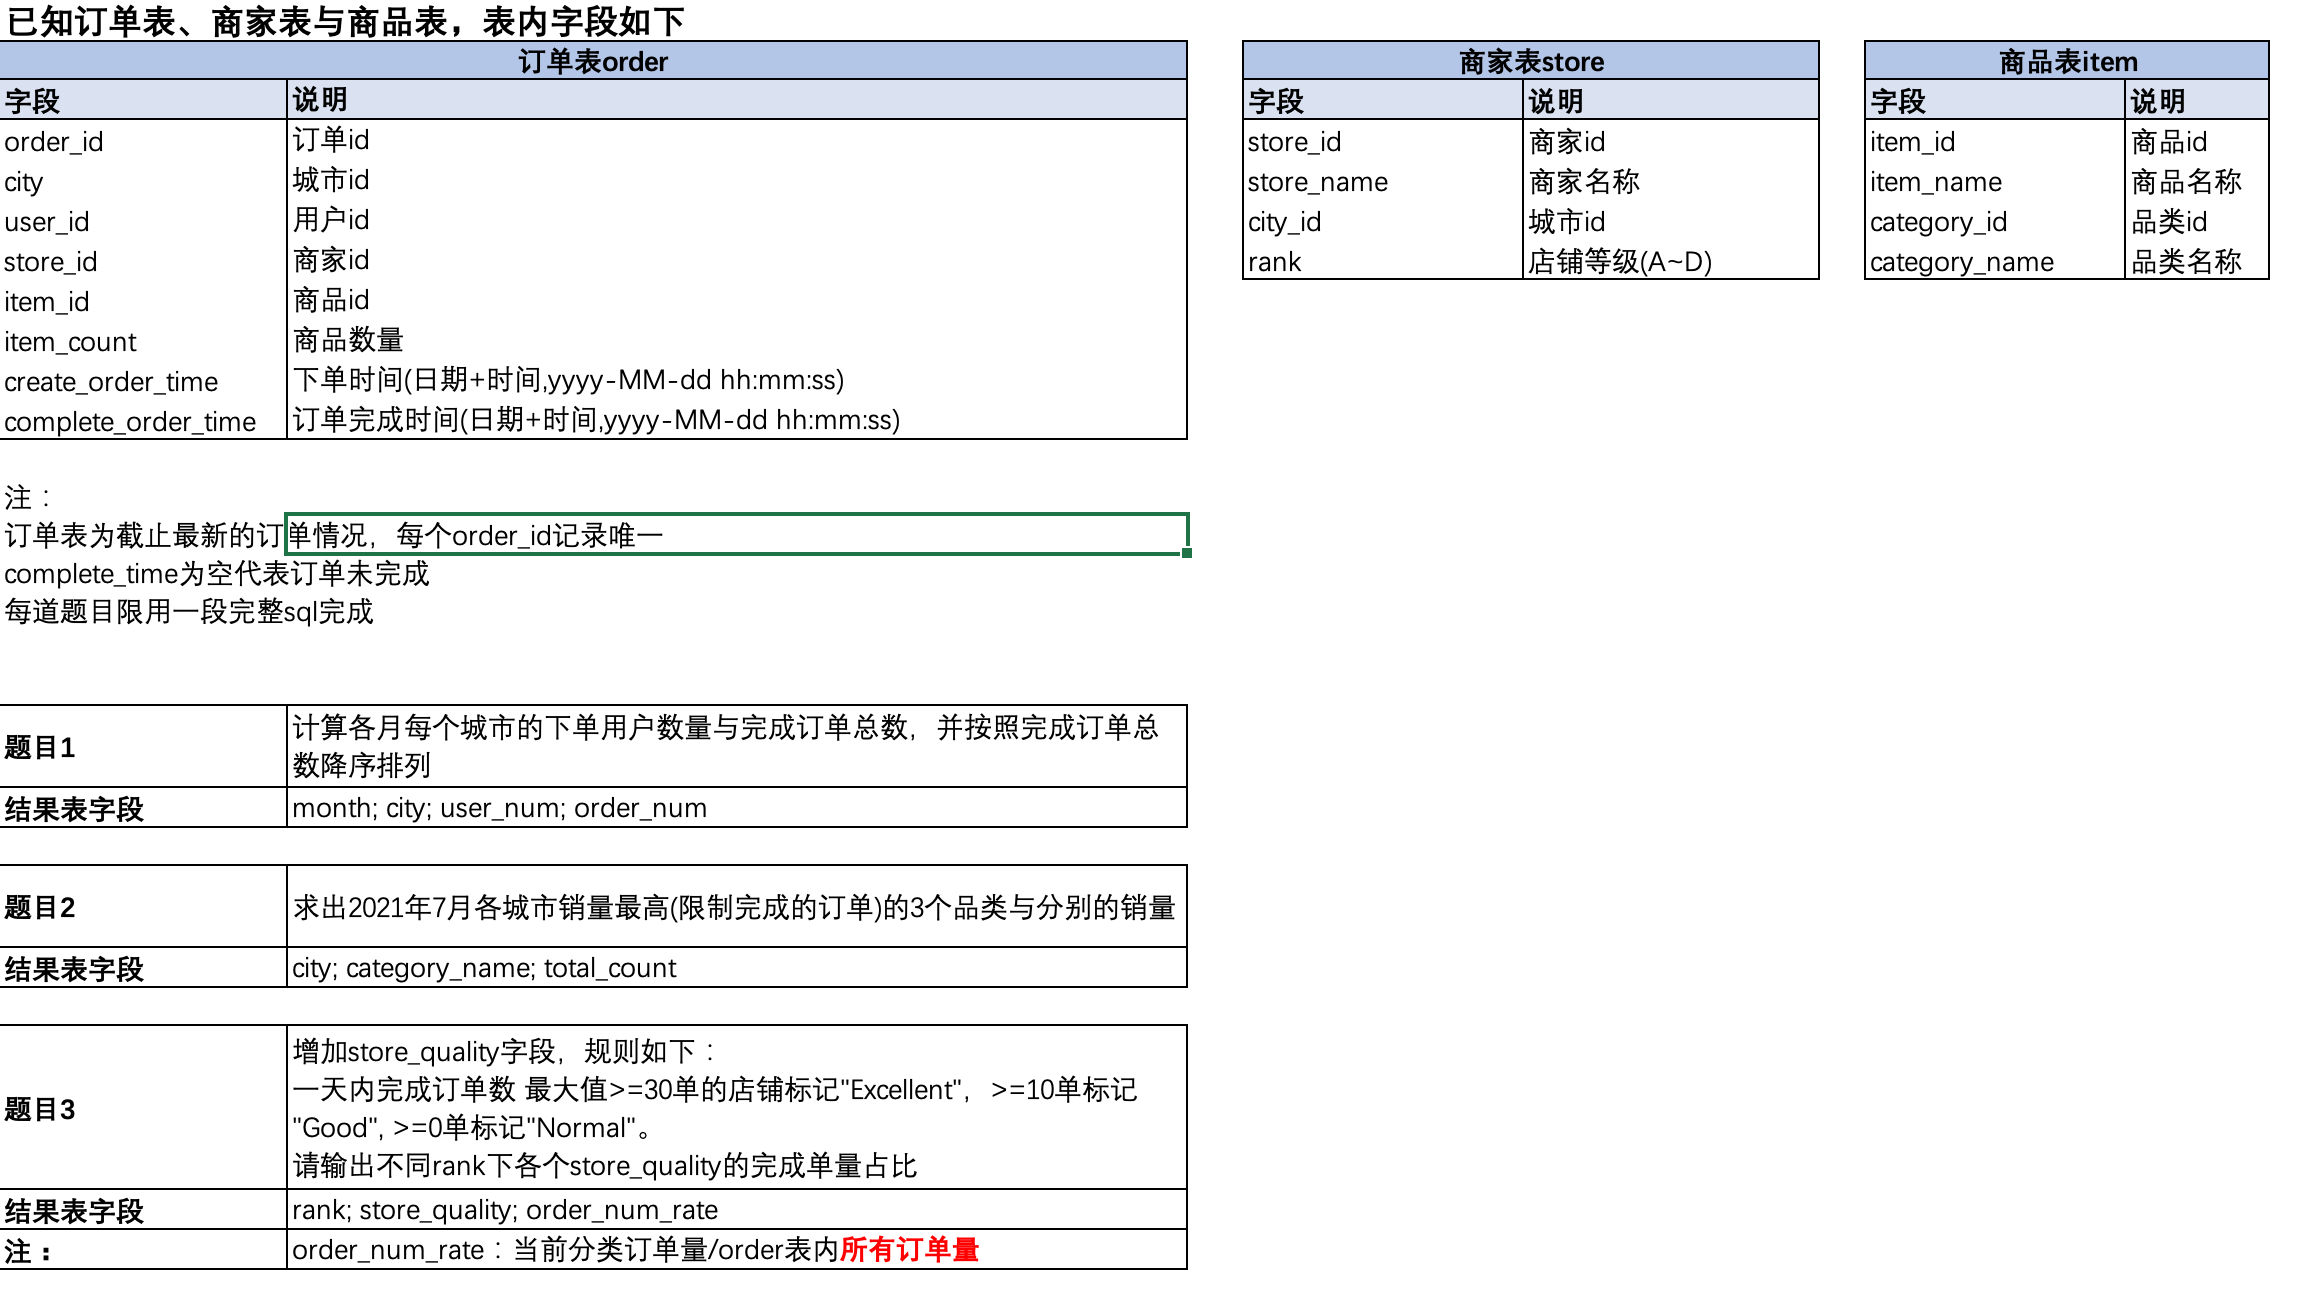 已知订单表、商家表与商品表，表内字段如下
订单表order
字段 说明
order_id 订单id
city 城市id
user_id 用户id
store_id 商家id
item_id 商品id
item_count 商品数量
create_order_time 下单时间(日期+时间,yyyy-MM-dd hh:mm:ss)
complete_order_time 订单完成时间(日期+时间,yyyy-MM-dd hh:mm:ss)
商家表store
字段 说明
store_id 商家id
store_name 商家名称
city_id 城市id
rank 店铺等级(A~D)
商品表item
字段 说明
item_id 商品id
item_name 商品名称
category_id 品类id
category_name 品类名称
注：
订单表为截止最新的订单情况，每个order_id记录唯一
complete_time为空代表订单未完成
每道题目限用一段完整sql完成
题目1
计算各月每个城市的下单用户数量与完成订单总数，并按照完成订单总
数降序排列
结果表字段 month; city; user_num; order_num
题目2 求出2021年7月各城市销量最高(限制完成的订单)的3个品类与分别的销量
结果表字段 city; category_name; total_count
题目3
增加store_quality字段，规则如下：
一天内完成订单数 最大值>=30单的店铺标记"Excellent"，>=10单标记
"Good", >=0单标记"Normal"。
请输出不同rank下各个store_quality的完成单量占比
结果表字段 rank; store_quality; order_num_rate
注： order_num_rate：当前分类订单量/order表内所有订单量